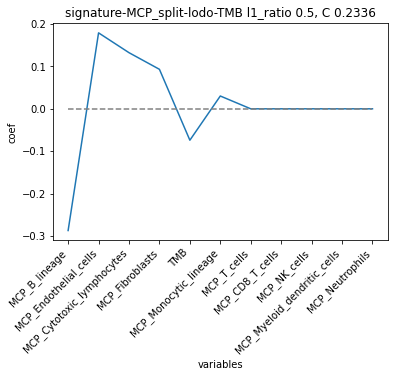 signature-MCP_split-lodo-TMB l1_ratio 0.5, C 0.2336
0.2
0.1
0.0
-0.1
-0.2
-0.3
coef
MCP_B_lineage
MCP_Endothelial_cells
MCP_Cytotoxic_lymphocytes
MCP_Fibroblasts
TMB
MCP_Monocytic_lineage
MCP_T_cells
MCP_CD8_T_cells
MCP_NK_cells
MCP_Myeloid_dendritic_cells
MCP_Neutrophils
variables